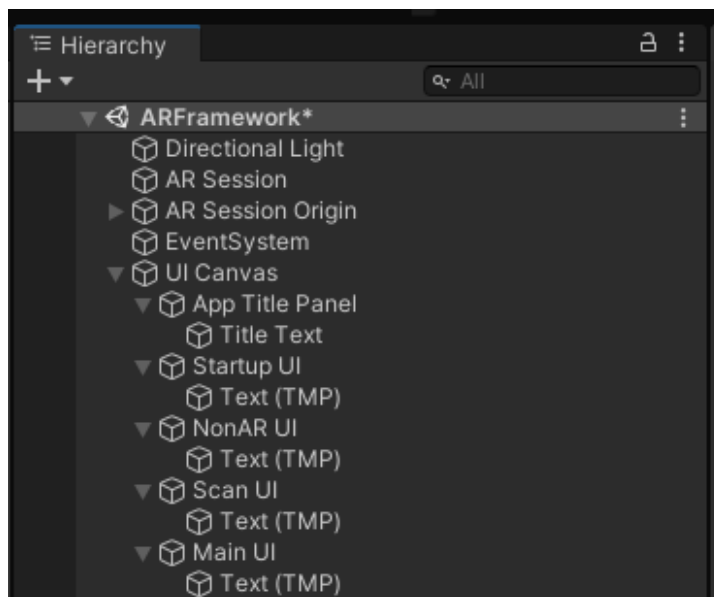 Hierarchy
All
ARFramework*
Directional Light
AR Session
AR Session Origin
EventSystem
UI Canvas
App Title Panel
Title Text
Startup UI
Text (TMP)
NonAR UI
Text (TMP)
Scan UI
Text (TMP)
Main UI
Text (TMP)